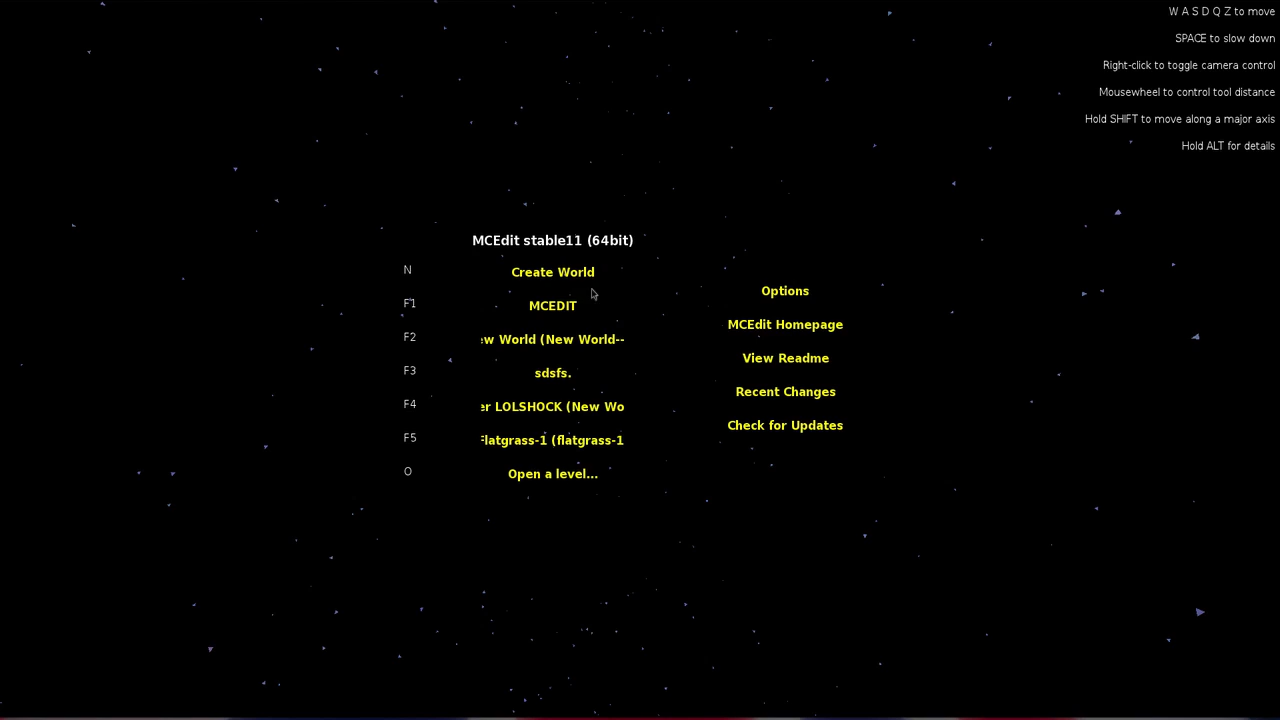 W A S D Q Z to move
SPACE to slow down
Right-click to toggle camera control
Mousewheel to control tool distance
Hold SHIFT to move along a major axis
Hold ALT for details
MCEdit stable11 (64bit)
N Create World
F1 MCEDIT
F2 ew World (New World--
F3 sdsfs.
F4 er LOLSHOCK (New Wo
F5 Flatgrass-1 (flatgrass-1
O Open a level...
Options
MCEdit Homepage
View Readme
Recent Changes
Check for Updates